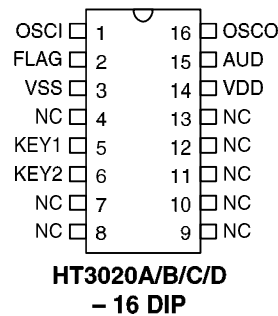 OSCI 1 16 OSCO
FLAG 2 15 AUD
VSS 3 14 VDD
NC 4 13 NC
KEY1 5 12 NC
KEY2 6 11 NC
NC 7 10 NC
NC 8 9 NC
HT3020A/B/C/D
– 16 DIP